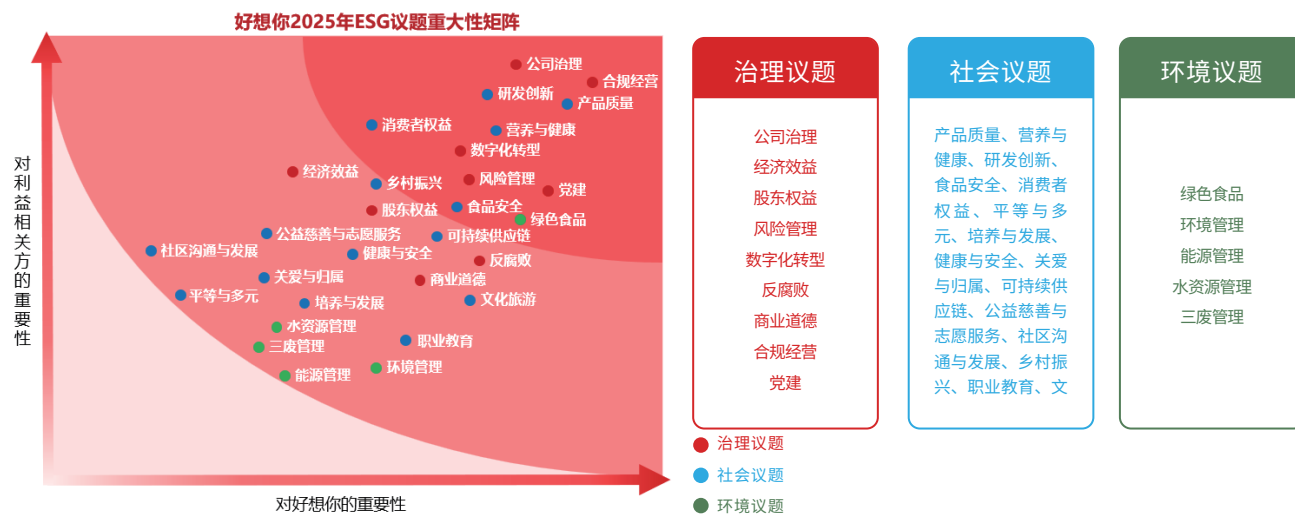 好想你2025年ESG议题重大性矩阵
对利益相关方的重要性
公司治理
合规经营
研发创新
产品质量
消费者权益
营养与健康
数字化转型
经济效益
乡村振兴
风险管理
党建
股东权益
食品安全
绿色食品
公益慈善与志愿服务
可持续供应链
社区沟通与发展
健康与安全
反腐败
关爱与归属
商业道德
平等与多元
培养与发展
文化旅游
水资源管理
三废管理
职业教育
能源管理
环境管理
对好想你的重要性
治理议题
公司治理
经济效益
股东权益
风险管理
数字化转型
反腐败
商业道德
合规经营
党建
社会议题
产品质量、营养与
健康、研发创新、
食品安全、消费者
权益、平等与多
元、培养与发展、
健康与安全、关爱
与归属、可持续供
应链、公益慈善与
志愿服务、社区沟
通与发展、乡村振
兴、职业教育、文
环境议题
绿色食品
环境管理
能源管理
水资源管理
三废管理
治理议题
社会议题
环境议题